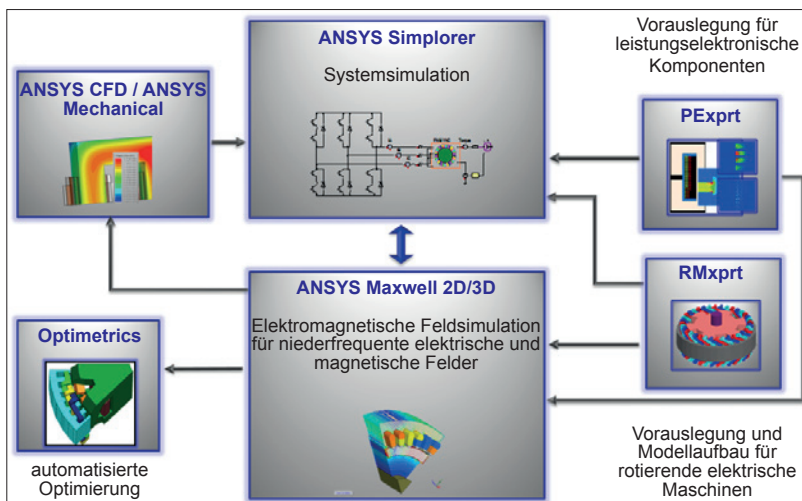 ANSYS Simplorer
Systemsimulation
Vorauslegung für
leistungselektronische
Komponenten
ANSYS CFD / ANSYS
Mechanical
PExprt
ANSYS Maxwell 2D/3D
Elektromagnetische Feldsimulation
für niederfrequente elektrische und
magnetische Felder
RMxprt
Optimetrics
automatisierte
Optimierung
Vorauslegung und
Modellaufbau für
rotierende elektrische
Maschinen